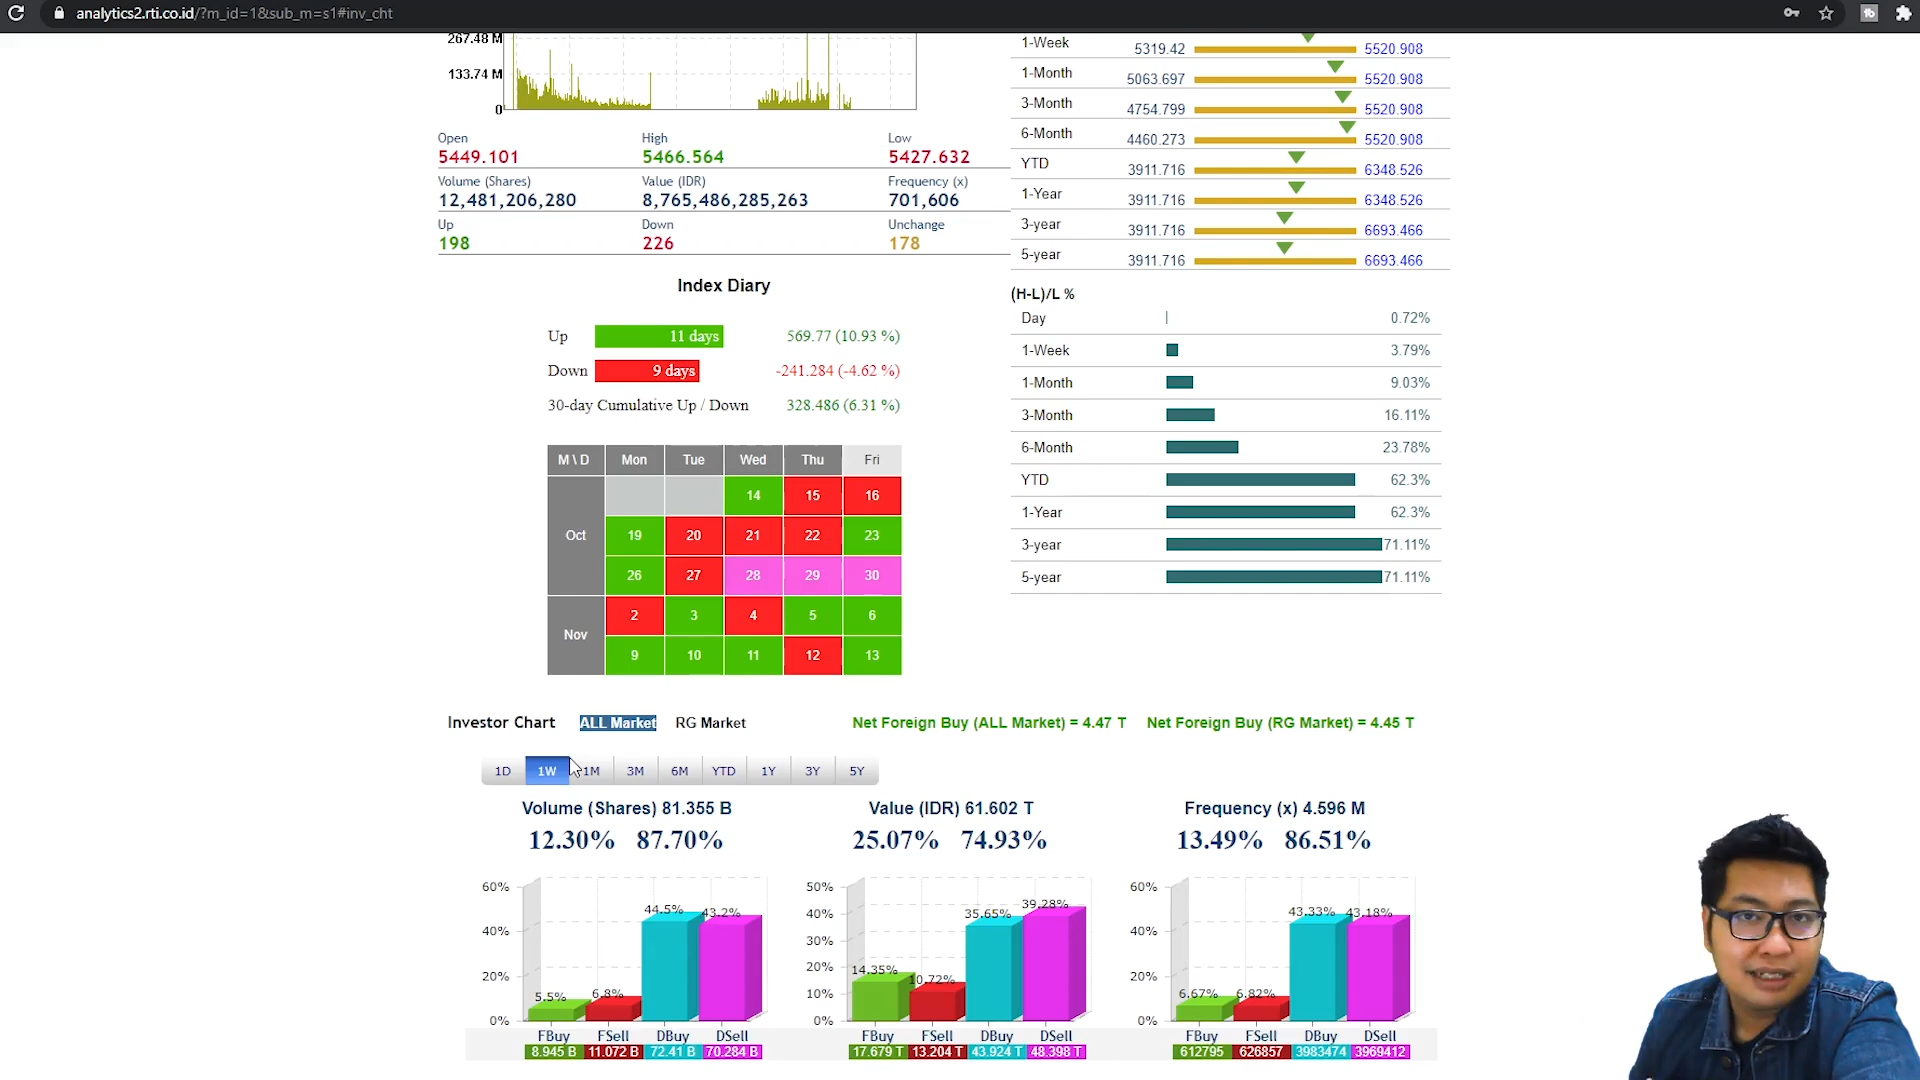 analytics2.rti.co.id/?m_id=1&sub_m=s1#inv_cht
267.48 M
133.74 M
0
Open High Low
5449.101 5466.564 5427.632
Volume (Shares) Value (IDR) Frequency (x)
12,481,206,280 8,765,486,285,263 701,606
Up Down Unchange
198 226 178
1-Week 5319.42 5520.908
1-Month 5063.697 5520.908
3-Month 4754.799 5520.908
6-Month 4460.273 5520.908
YTD 3911.716 6348.526
1-Year 3911.716 6348.526
3-year 3911.716 6693.466
5-year 3911.716 6693.466
Index Diary
Up 11 days 569.77 (10.93 %)
Down 9 days -241.284 (-4.62 %)
30-day Cumulative Up / Down 328.486 (6.31 %)
M \ D Mon Tue Wed Thu Fri
14 15 16
Oct 19 20 21 22 23
26 27 28 29 30
2 3 4 5 6
Nov
9 10 11 12 13
(H-L)/L %
Day 0.72%
1-Week 3.79%
1-Month 9.03%
3-Month 16.11%
6-Month 23.78%
YTD 62.3%
1-Year 62.3%
3-year 71.11%
5-year 71.11%
Investor Chart ALL Market RG Market Net Foreign Buy (ALL Market) = 4.47 T Net Foreign Buy (RG Market) = 4.45 T
1D 1W 1M 3M 6M YTD 1Y 3Y 5Y
Volume (Shares) 81.355 B
12.30% 87.70%
60%
40%
20%
0%
5.5% 6.8% 44.5% 43.2%
FBuy FSell DBuy DSell
8.945 B 11.072 B 72.41 B 70.284 B
Value (IDR) 61.602 T
25.07% 74.93%
50%
40%
30%
20%
10%
0%
14.35% 10.72% 35.65% 39.28%
FBuy FSell DBuy DSell
17.679 T 13.204 T 43.924 T 48.398 T
Frequency (x) 4.596 M
13.49% 86.51%
60%
40%
20%
0%
6.67% 6.82% 43.33% 43.18%
FBuy FSell DBuy DSell
612795 626857 3983474 3969412